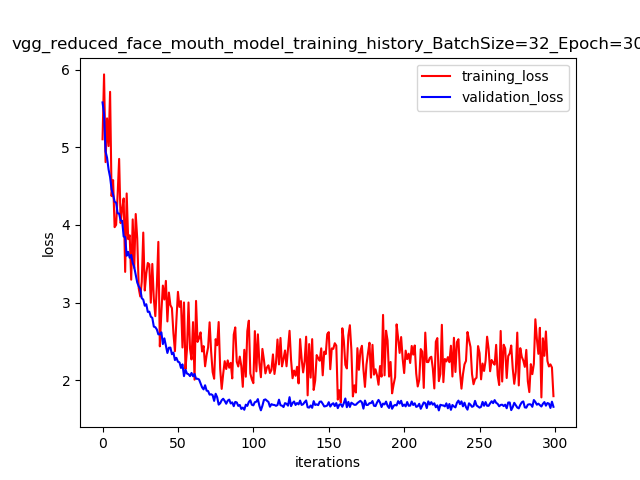 vgg_reduced_face_mouth_model_training_history_BatchSize=32_Epoch=30
training_loss
validation_loss
6
5
4
3
2
loss
0
50
100
150
200
250
300
iterations